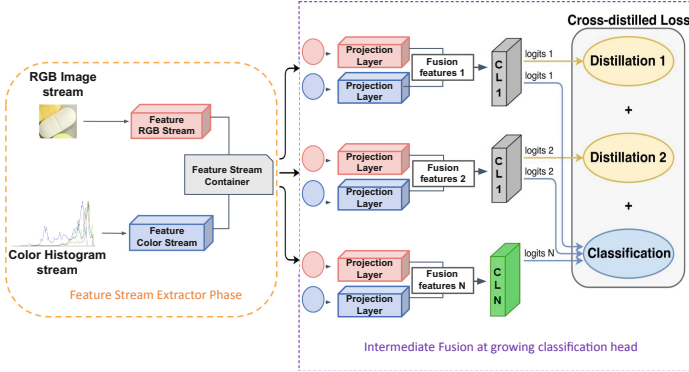 RGB Image
stream
Feature
RGB Stream
Feature Stream
Container
Feature
Color Stream
Color Histogram
stream
Feature Stream Extractor Phase
Projection
Layer
Projection
Layer
Fusion
features 1
CL 1
logits 1
logits 1
Projection
Layer
Projection
Layer
Fusion
features 2
CL 1
logits 2
logits 2
Projection
Layer
Projection
Layer
Fusion
features N
CL N
logits N
Cross-distilled Loss
Distillation 1
+
Distillation 2
+
Classification
Intermediate Fusion at growing classification head